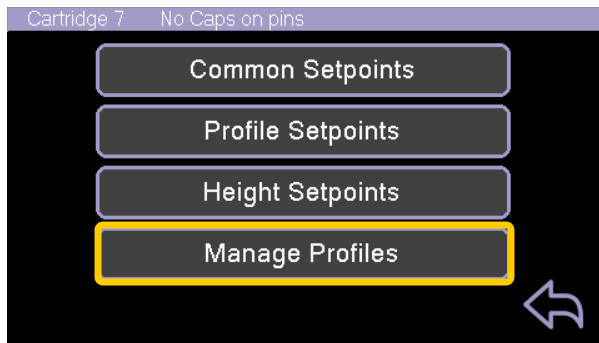 Cartridge 7 No Caps on pins
Common Setpoints
Profile Setpoints
Height Setpoints
Manage Profiles